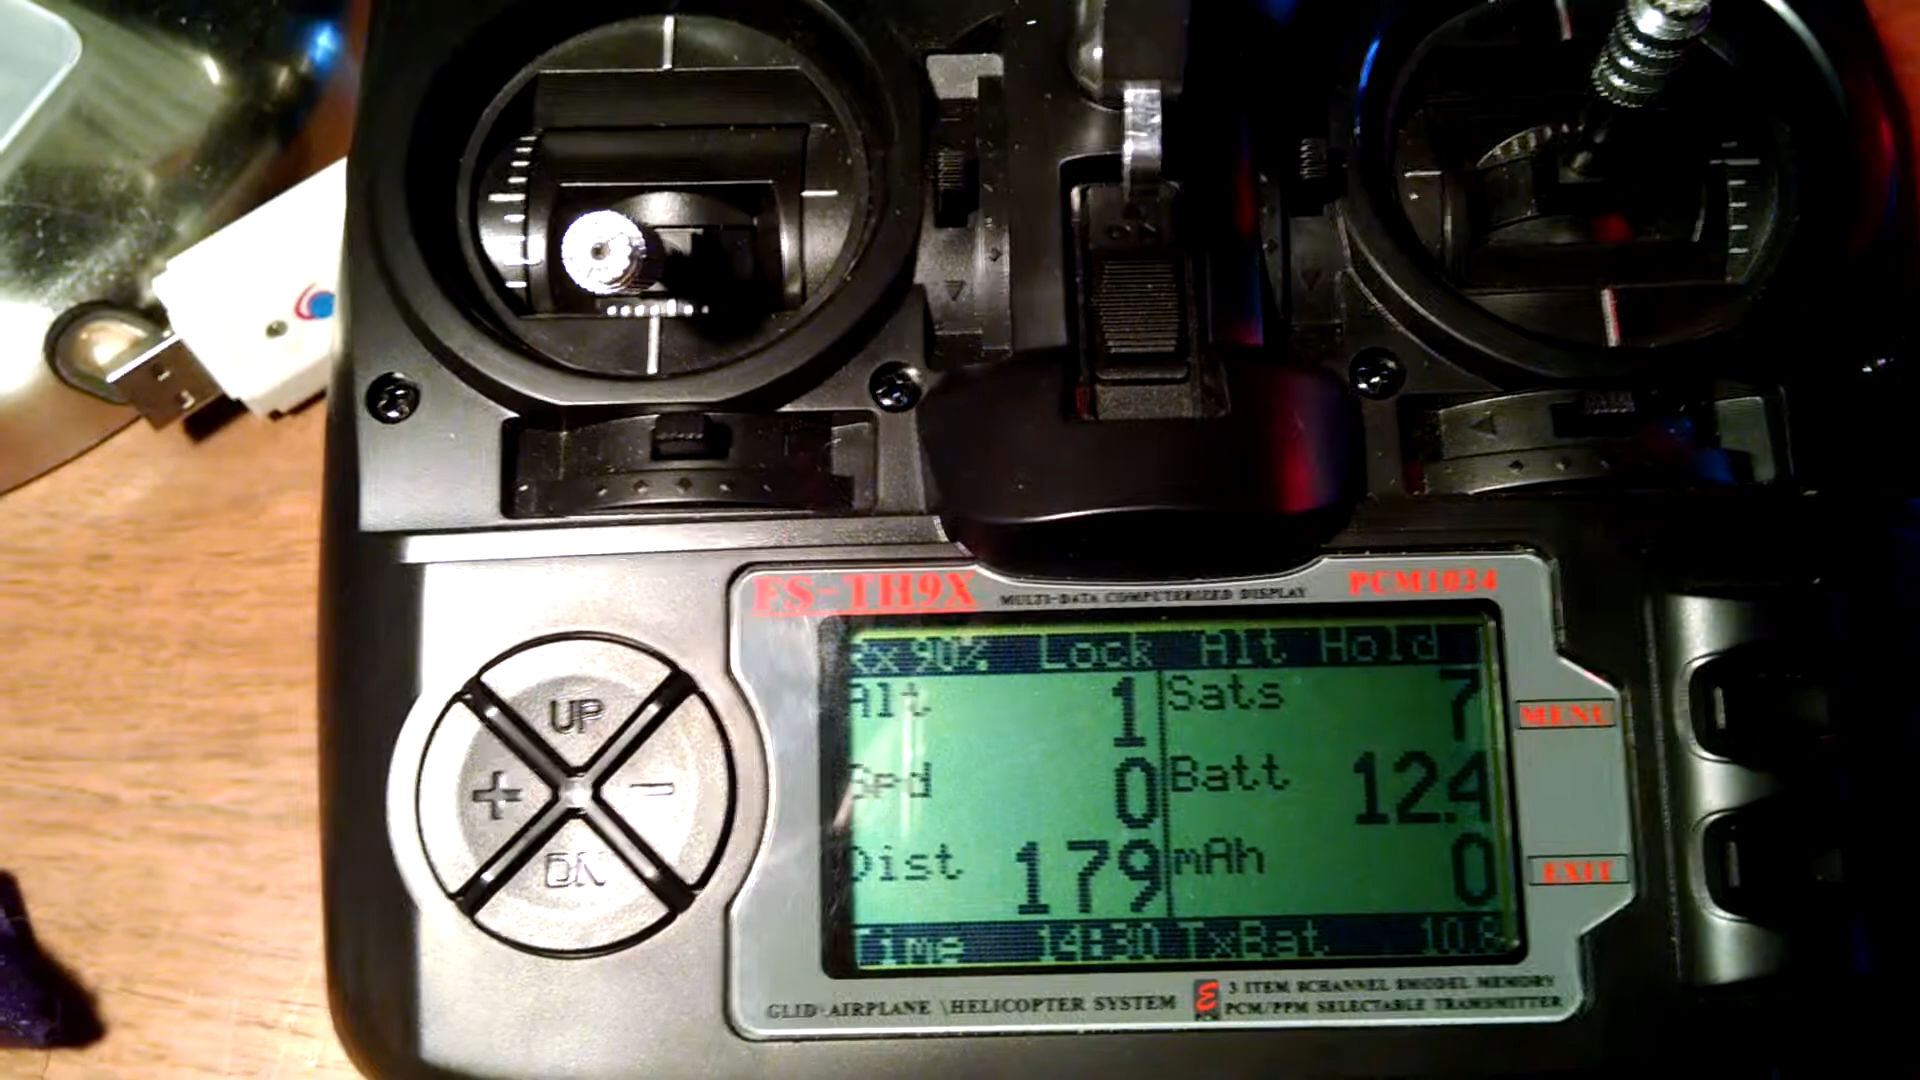 FS-TH9X
MULTI-DATA COMPUTERIZED DISPLAY
PCM1024
Rx 90% Lock Alt Hold
Alt 1 Sats 7
Spd 0 Batt 12.4
Dist 179 mAh 0
Time 14:30 TxBat 10.8
UP
+ −
DN
MENU
EXIT
GLID\AIRPLANE \HELICOPTER SYSTEM
3 ITEM 8CHANNEL 8MODEL MEMORY
PCM/PPM SELECTABLE TRANSMITTER